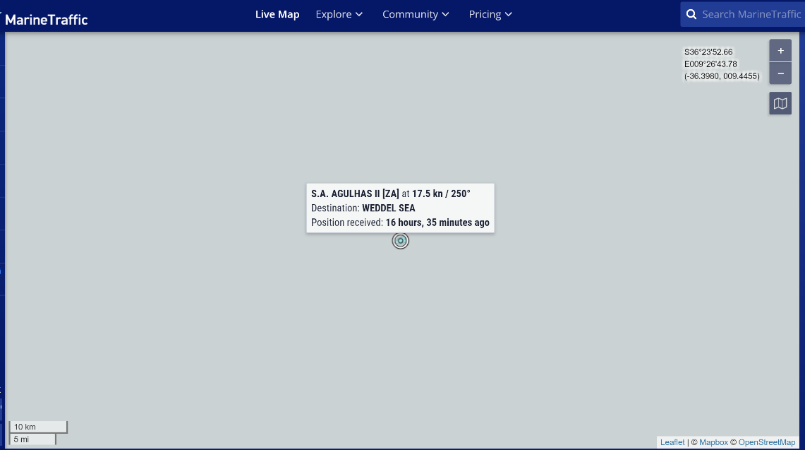 MarineTraffic
Live Map
Explore
Community
Pricing
Search MarineTraffic
S36°23'52.66
E009°26'43.78
(-36.3980, 009.4455)
+
−
S.A. AGULHAS II [ZA] at 17.5 kn / 250°
Destination: WEDDEL SEA
Position received: 16 hours, 35 minutes ago
10 km
5 mi
Leaflet | © Mapbox © OpenStreetMap